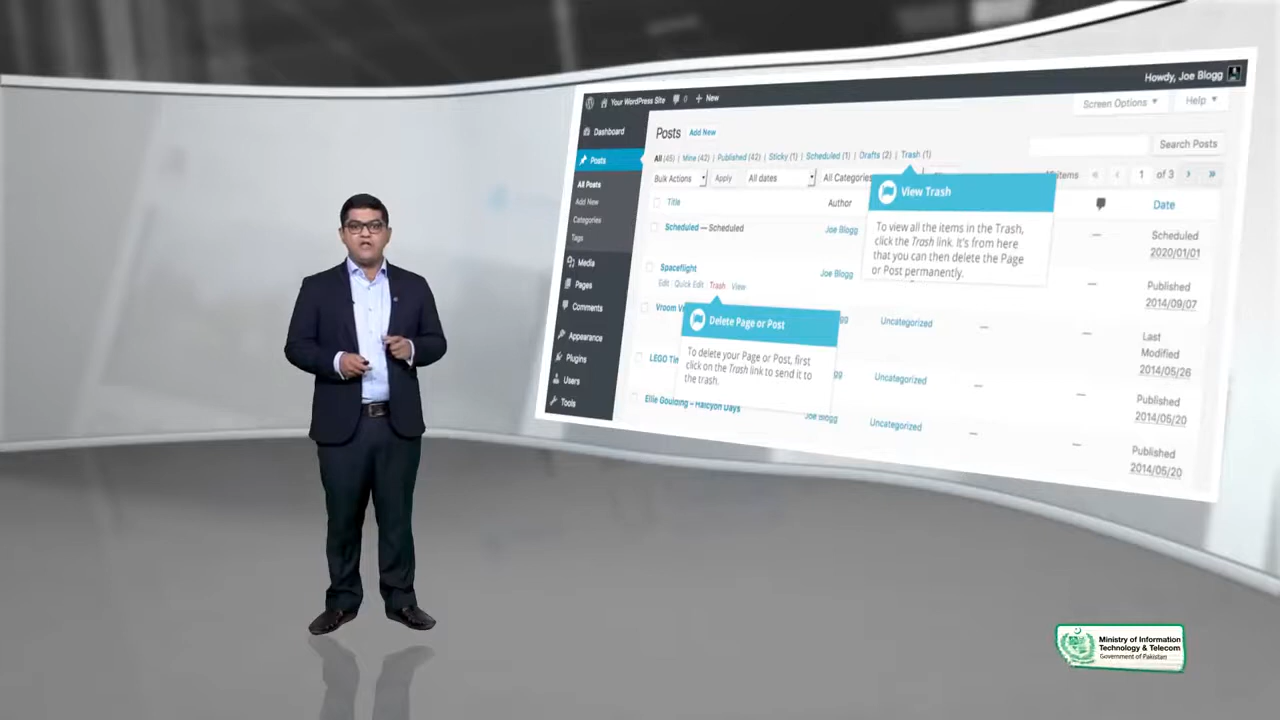 Howdy, Joe Blogg
Your WordPress Site 0 + New
Screen Options ▼ Help ▼
Dashboard
Posts
All Posts
Add New
Categories
Tags
Media
Pages
Comments
Appearance
Plugins
Users
Tools
Posts Add New
All (45) | Mine (42) | Published (42) | Sticky (1) | Scheduled (1) | Drafts (2) | Trash (1)
Search Posts
Bulk Actions Apply All dates All Categories
items « ‹ 1 of 3 › »
Title Author Date
Scheduled — Scheduled Joe Blogg — Scheduled
2020/01/01
Spaceflight Joe Blogg — Published
2014/09/07
Edit Quick Edit Trash View
View Trash
To view all the items in the Trash,
click the Trash link. It's from here
that you can then delete the Page
or Post permanently.
Vroom Uncategorized — — Last
Modified
2014/05/26
Delete Page or Post
To delete your Page or Post, first
click on the Trash link to send it to
the trash.
LEGO Uncategorized — — Published
2014/05/20
Ellie Goulding – Halcyon Days Joe Blogg Uncategorized — — Published
2014/05/20
Ministry of Information
Technology & Telecom
Government of Pakistan